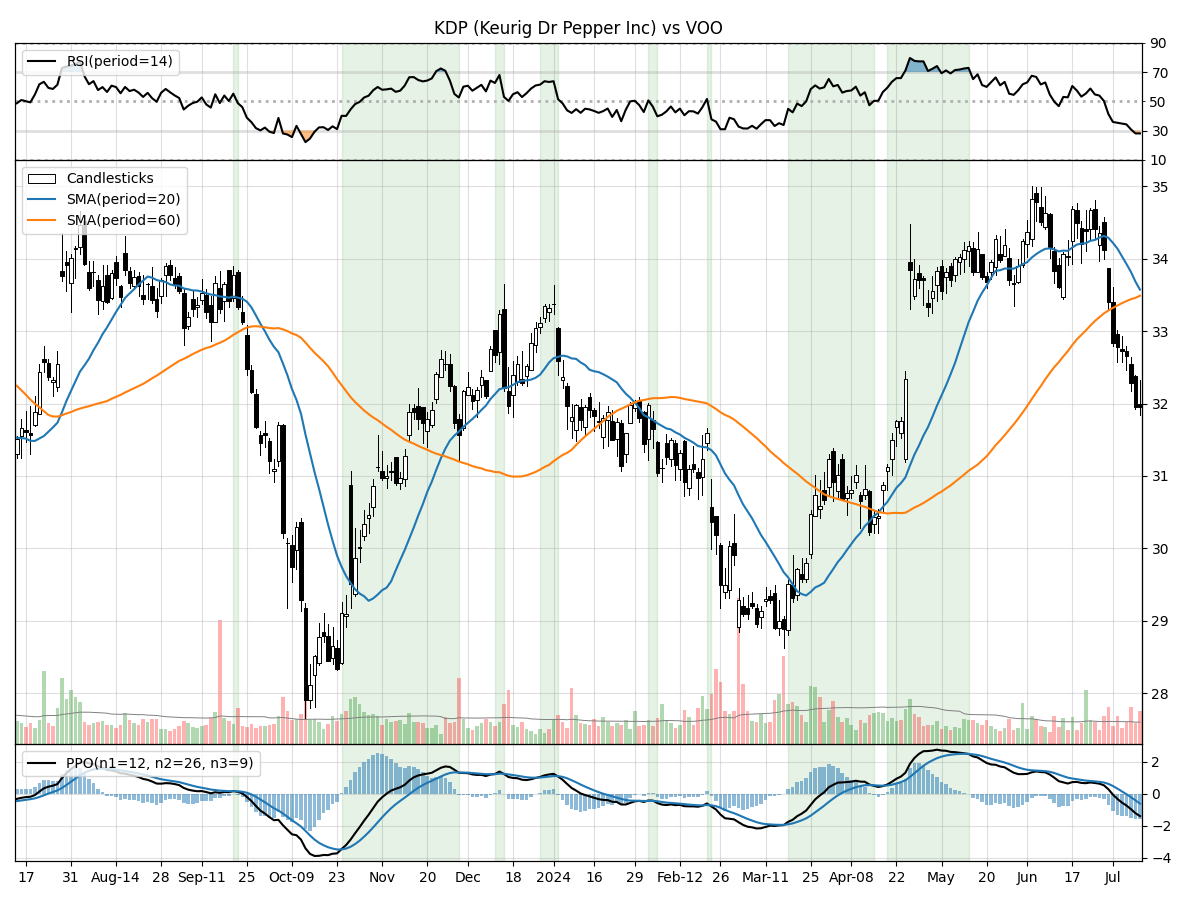 KDP (Keurig Dr Pepper Inc) vs VOO
RSI(period=14)
90
70
50
30
10
Candlesticks
SMA(period=20)
SMA(period=60)
35
34
33
32
31
30
29
28
PPO(n1=12, n2=26, n3=9)
2
0
−2
−4
17 31 Aug-14 28 Sep-11 25 Oct-09 23 Nov 20 Dec 18 2024 16 29 Feb-12 26 Mar-11 25 Apr-08 22 May 20 Jun 17 Jul